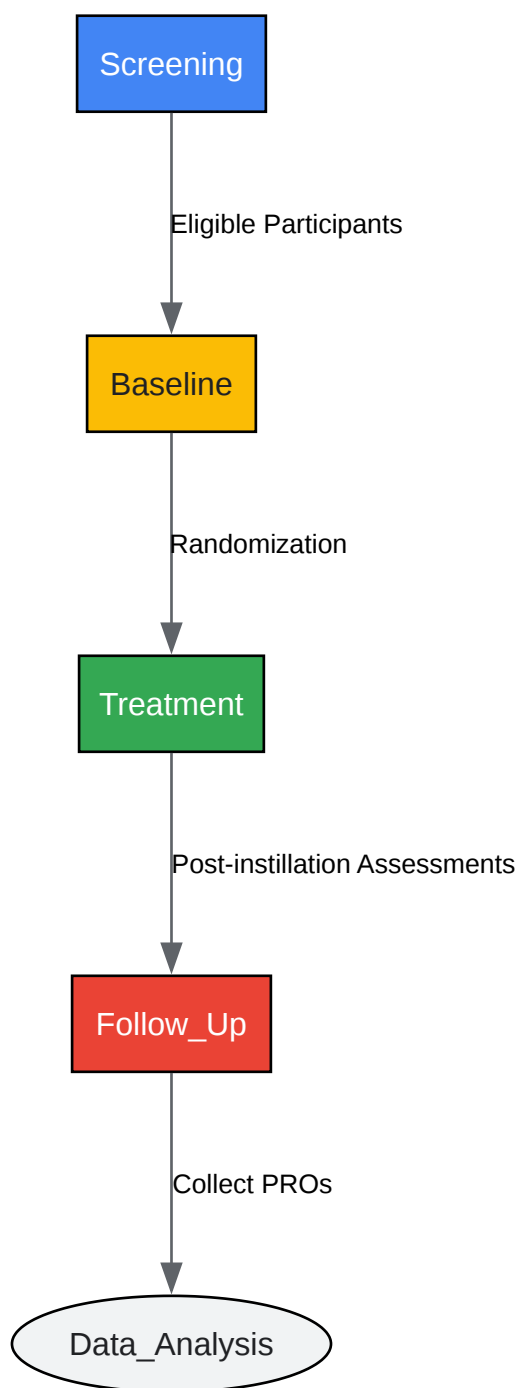 Screening
Eligible Participants
Baseline
Randomization
Treatment
Post-instillation Assessments
Follow_Up
Collect PROs
Data_Analysis